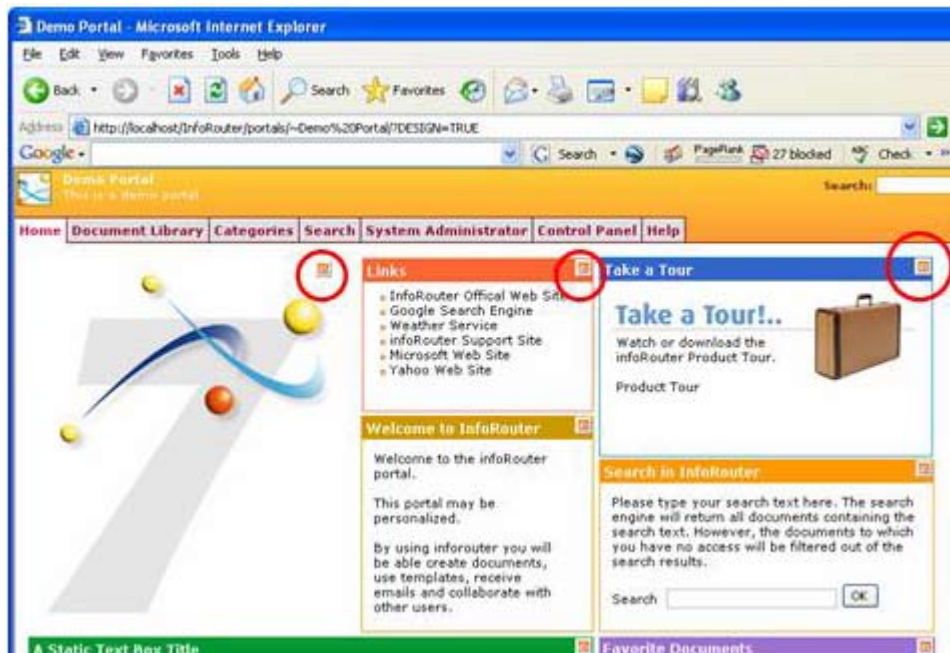 Demo Portal - Microsoft Internet Explorer
File Edit View Favorites Tools Help
Back Search Favorites
Address http://localhost/InfoRouter/portals/~Demo%20Portal/?DESIGN=TRUE
Google Search PageRank 27 blocked ABC Check
Demo Portal
This is a demo portal
Search:
Home Document Library Categories Search System Administrator Control Panel Help
7
Links
InfoRouter Offical Web Site
Google Search Engine
Weather Service
infoRouter Support Site
Microsoft Web Site
Yahoo Web Site
Take a Tour
Take a Tour!..
Watch or download the
infoRouter Product Tour.
Product Tour
Welcome to InfoRouter
Welcome to the infoRouter
portal.
This portal may be
personalized.
By using inforouter you will
be able create documents,
use templates, receive
emails and collaborate with
other users.
Search in InfoRouter
Please type your search text here. The search
engine will return all documents containing the
search text. However, the documents to which
you have no access will be filtered out of the
search results.
Search OK
A Static Text Box Title
Favorite Documents